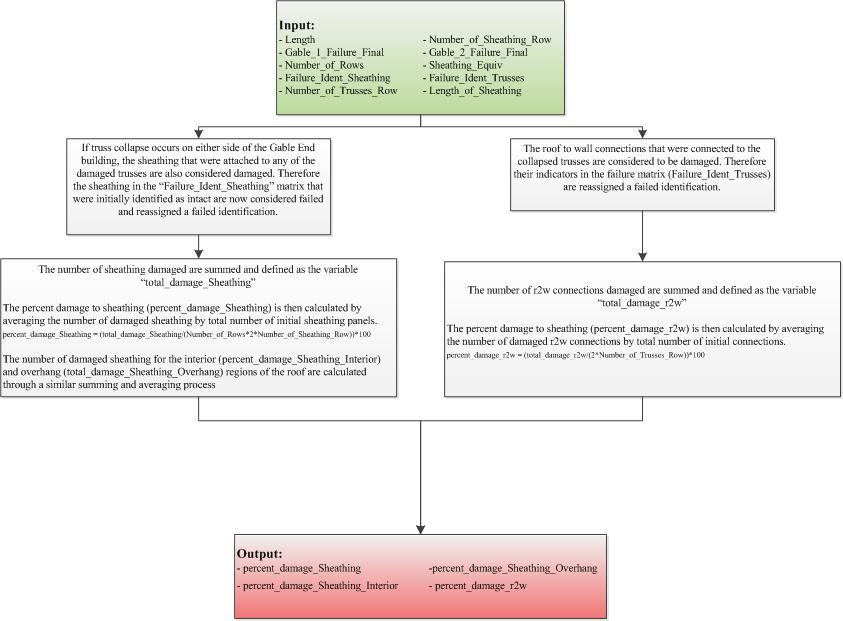 Input:
- Length
- Number_of_Sheathing_Row
- Gable_1_Failure_Final
- Gable_2_Failure_Final
- Number_of_Rows
- Sheathing_Equiv
- Failure_Ident_Sheathing
- Failure_Ident_Trusses
- Number_of_Trusses_Row
- Length_of_Sheathing
If truss collapse occurs on either side of the Gable End
building, the sheathing that were attached to any of the
damaged trusses are also considered damaged. Therefore
the sheathing in the “Failure_Ident_Sheathing” matrix that
were initially identified as intact are now considered failed
and reassigned a failed identification.
The roof to wall connections that were connected to the
collapsed trusses are considered to be damaged. Therefore
their indicators in the failure matrix (Failure_Ident_Trusses)
are reassigned a failed identification.
The number of sheathing damaged are summed and defined as the variable
“total_damage_Sheathing”
The percent damage to sheathing (percent_damage_Sheathing) is then calculated by
averaging the number of damaged sheathing by total number of initial sheathing panels.
percent_damage_Sheathing = (total_damage_Sheathing/(Number_of_Rows*2*Number_of_Sheathing_Row))*100
The number of damaged sheathing for the interior (percent_damage_Sheathing_Interior)
and overhang (total_damage_Sheathing_Overhang) regions of the roof are calculated
through a similar summing and averaging process
The number of r2w connections damaged are summed and defined as the variable
“total_damage_r2w”
The percent damage to sheathing (percent_damage_r2w) is then calculated by averaging
the number of damaged r2w connections by total number of initial connections.
percent_damage_r2w = (total_damage_r2w/(2*Number_of_Trusses_Row))*100
Output:
- percent_damage_Sheathing
-percent_damage_Sheathing_Overhang
- percent_damage_Sheathing_Interior
- percent_damage_r2w